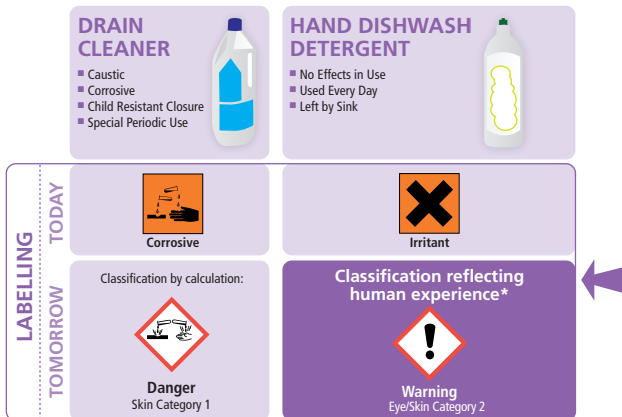 DRAIN
CLEANER
Caustic
Corrosive
Child Resistant Closure
Special Periodic Use
HAND DISHWASH
DETERGENT
No Effects in Use
Used Every Day
Left by Sink
LABELLING
TODAY
Corrosive
Irritant
TOMORROW
Classification by calculation:
Danger
Skin Category 1
Classification reflecting
human experience*
Warning
Eye/Skin Category 2